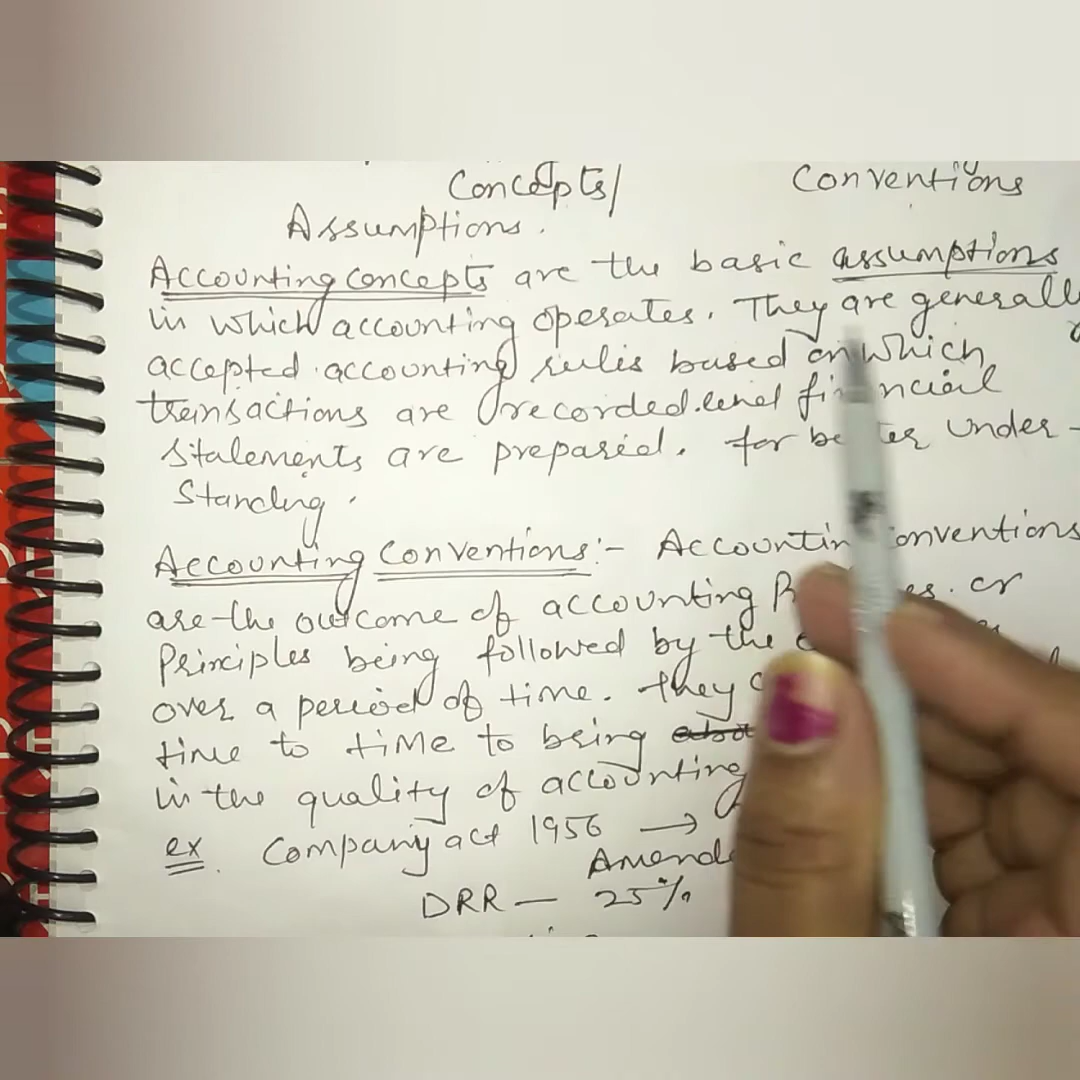 Concepts/ Conventions
Assumptions.
Accounting concepts are the basic assumptions
in which accounting operates. They are generally
accepted accounting rules based on which
transactions are recorded financial
Statements are prepared. for better Under-
standing.
Accounting Conventions:- Accounting Conventions
are the outcome of accounting or
Principles being followed by the
over a period of time. They
time to time to being
in the quality of accounting
ex. Company act 1956 →
Amend
DRR — 25%